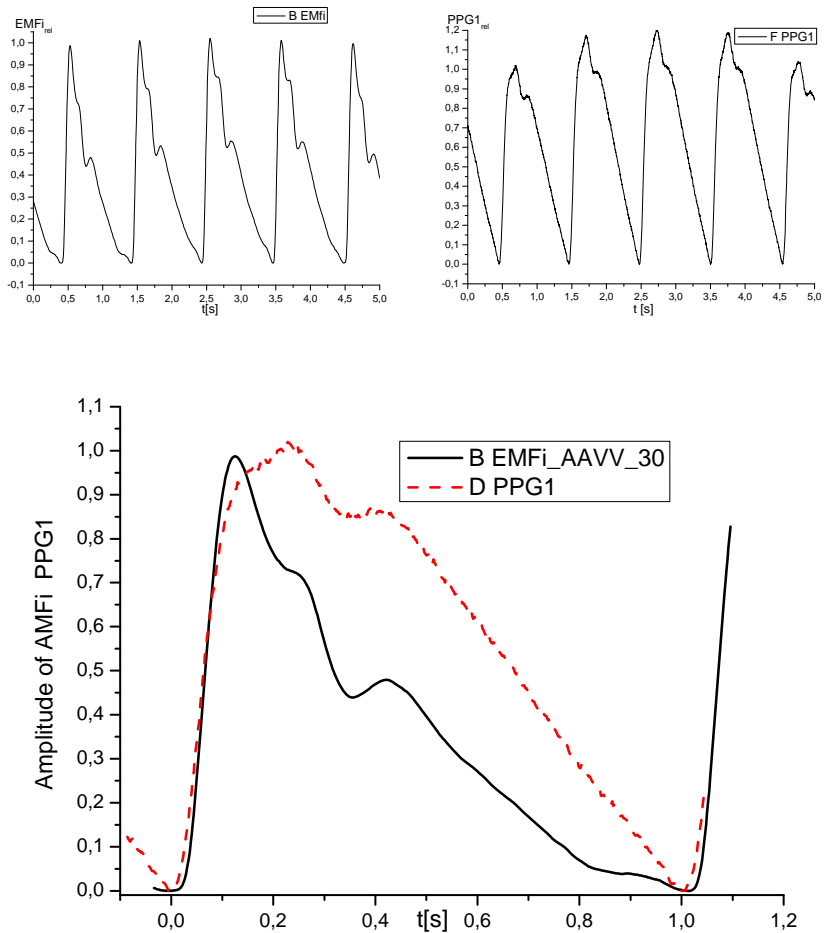 EMFi_rel
B EMfi
1,0
0,9
0,8
0,7
0,6
0,5
0,4
0,3
0,2
0,1
0,0
-0,1
0,0 0,5 1,0 1,5 2,0 2,5 3,0 3,5 4,0 4,5 5,0
t[s]
PPG1_rel
F PPG1
1,2
1,1
1,0
0,9
0,8
0,7
0,6
0,5
0,4
0,3
0,2
0,1
0,0
-0,1
0,0 0,5 1,0 1,5 2,0 2,5 3,0 3,5 4,0 4,5 5,0
t [s]
Amplitude of AMFi PPG1
B EMFi_AAVV_30
D PPG1
1,1
1,0
0,9
0,8
0,7
0,6
0,5
0,4
0,3
0,2
0,1
0,0
0,0 0,2 0,4 0,6 0,8 1,0 1,2
t[s]